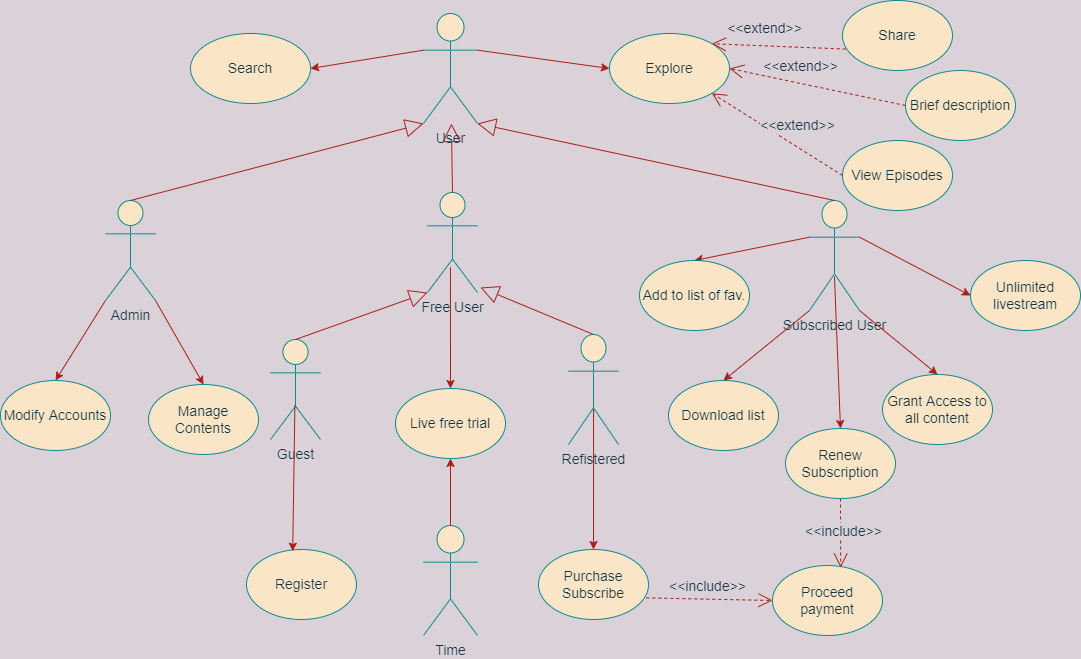 <<extend>>
Share
Search
Explore
<<extend>>
Brief description
<<extend>>
User
View Episodes
Add to list of fav.
Unlimited
livestream
Admin
Free User
Subscribed User
Modify Accounts
Manage
Contents
Live free trial
Download list
Grant Access to
all content
Guest
Refistered
Renew
Subscription
<<include>>
Register
Purchase
Subscribe
<<include>>
Proceed
payment
Time